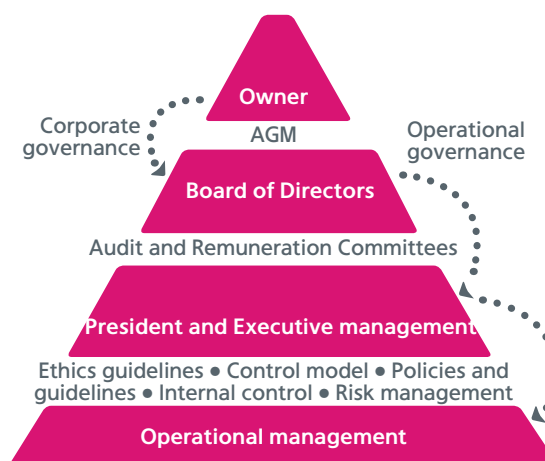 Owner
Corporate
governance
AGM
Operational
governance
Board of Directors
Audit and Remuneration Committees
President and Executive management
Ethics guidelines ● Control model ● Policies and
guidelines ● Internal control ● Risk management
Operational management